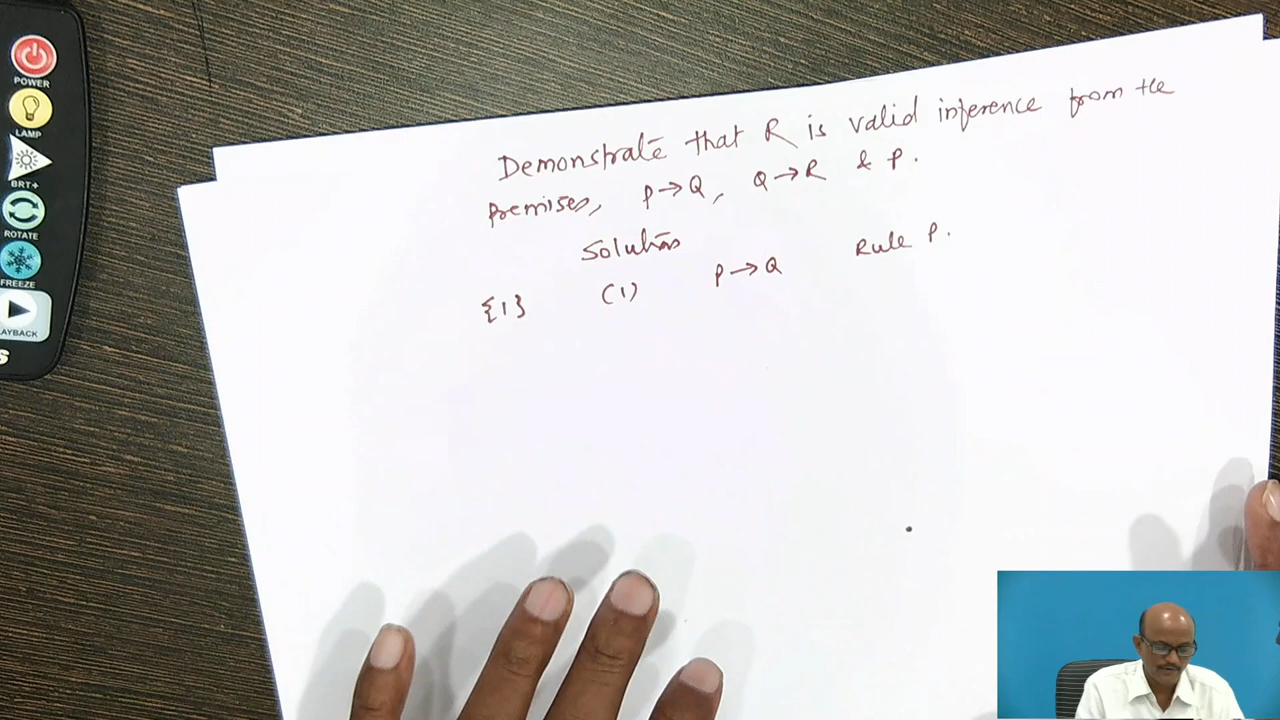 POWER
LAMP
BRT+
ROTATE
FREEZE
LAYBACK
S
Demonstrate that R is valid inference from the
premises, P→Q, Q→R & P.
Solution
{1} (1) P→Q Rule P.